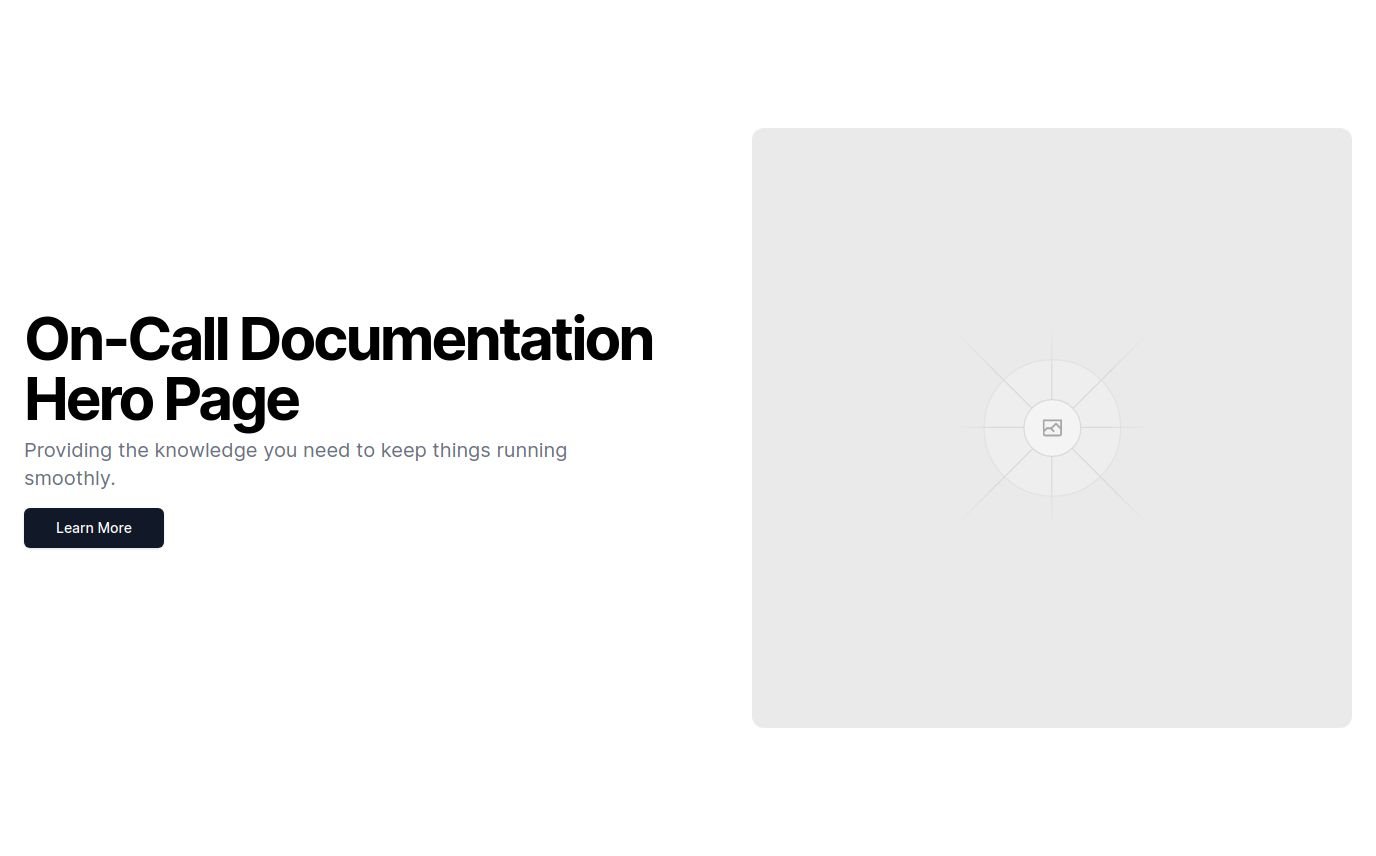 On-Call Documentation
Hero Page
Providing the knowledge you need to keep things running
smoothly.
Learn More